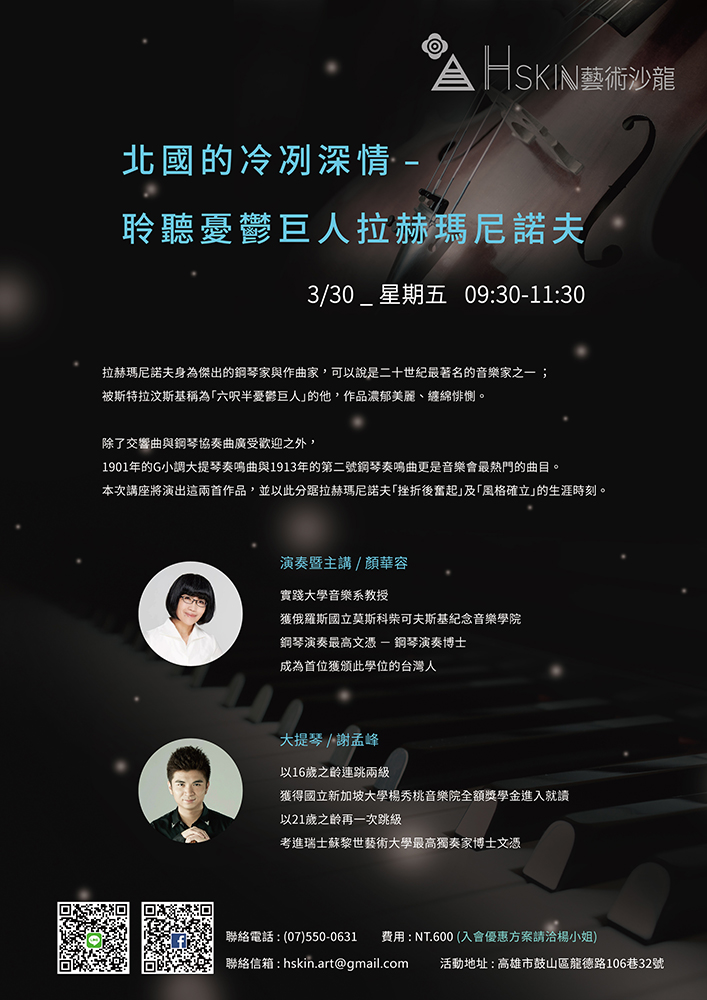 HSKIN藝術沙龍
北國的冷冽深情 –
聆聽憂鬱巨人拉赫瑪尼諾夫
3/30 _ 星期五 09:30-11:30
拉赫瑪尼諾夫身為傑出的鋼琴家與作曲家，可以說是二十世紀最著名的音樂家之一；
被斯特拉汶斯基稱為「六呎半憂鬱巨人」的他，作品濃郁美麗、纏綿悱惻。
除了交響曲與鋼琴協奏曲廣受歡迎之外，
1901年的G小調大提琴奏鳴曲與1913年的第二號鋼琴奏鳴曲更是音樂會最熱門的曲目。
本次講座將演出這兩首作品，並以此分踞拉赫瑪尼諾夫「挫折後奮起」及「風格確立」的生涯時刻。
演奏暨主講 / 顏華容
實踐大學音樂系教授
獲俄羅斯國立莫斯科柴可夫斯基紀念音樂學院
鋼琴演奏最高文憑 － 鋼琴演奏博士
成為首位獲頒此學位的台灣人
大提琴 / 謝孟峰
以16歲之齡連跳兩級
獲得國立新加坡大學楊秀桃音樂院全額獎學金進入就讀
以21歲之齡再一次跳級
考進瑞士蘇黎世藝術大學最高獨奏家博士文憑
LINE
聯絡電話 : (07)550-0631 費用 : NT.600 (入會優惠方案請洽楊小姐)
聯絡信箱 : hskin.art@gmail.com 活動地址 : 高雄市鼓山區龍德路106巷32號